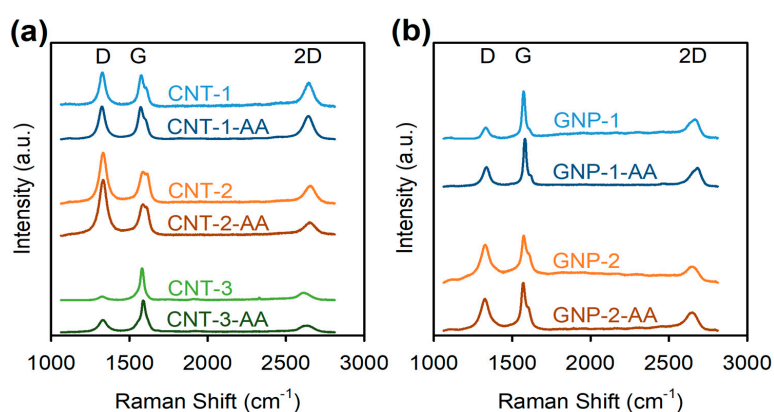 (a)
D G 2D
CNT-1
CNT-1-AA
CNT-2
CNT-2-AA
CNT-3
CNT-3-AA
Intensity (a.u.)
1000 1500 2000 2500 3000
Raman Shift (cm⁻¹)
(b)
D G 2D
GNP-1
GNP-1-AA
GNP-2
GNP-2-AA
Intensity (a.u.)
1000 1500 2000 2500 3000
Raman Shift (cm⁻¹)